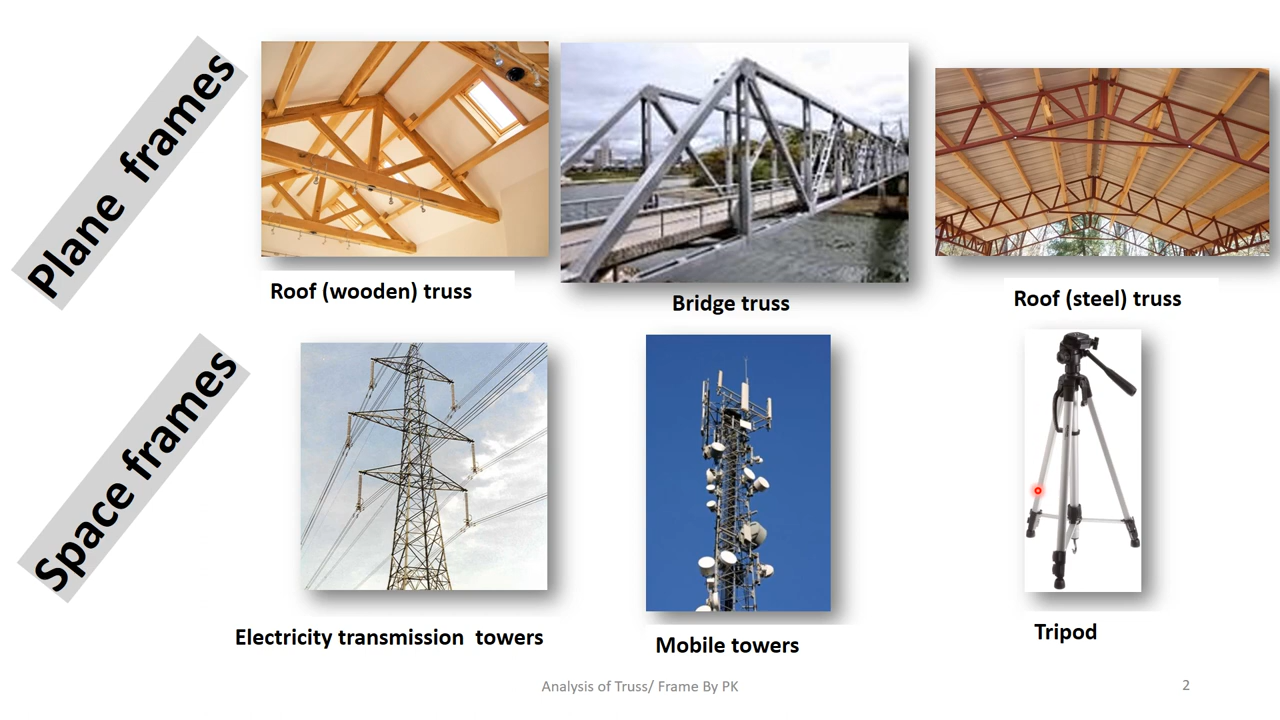 Plane frames
Roof (wooden) truss
Bridge truss
Roof (steel) truss
Space frames
Electricity transmission towers
Mobile towers
Tripod
Analysis of Truss/ Frame By PK
2